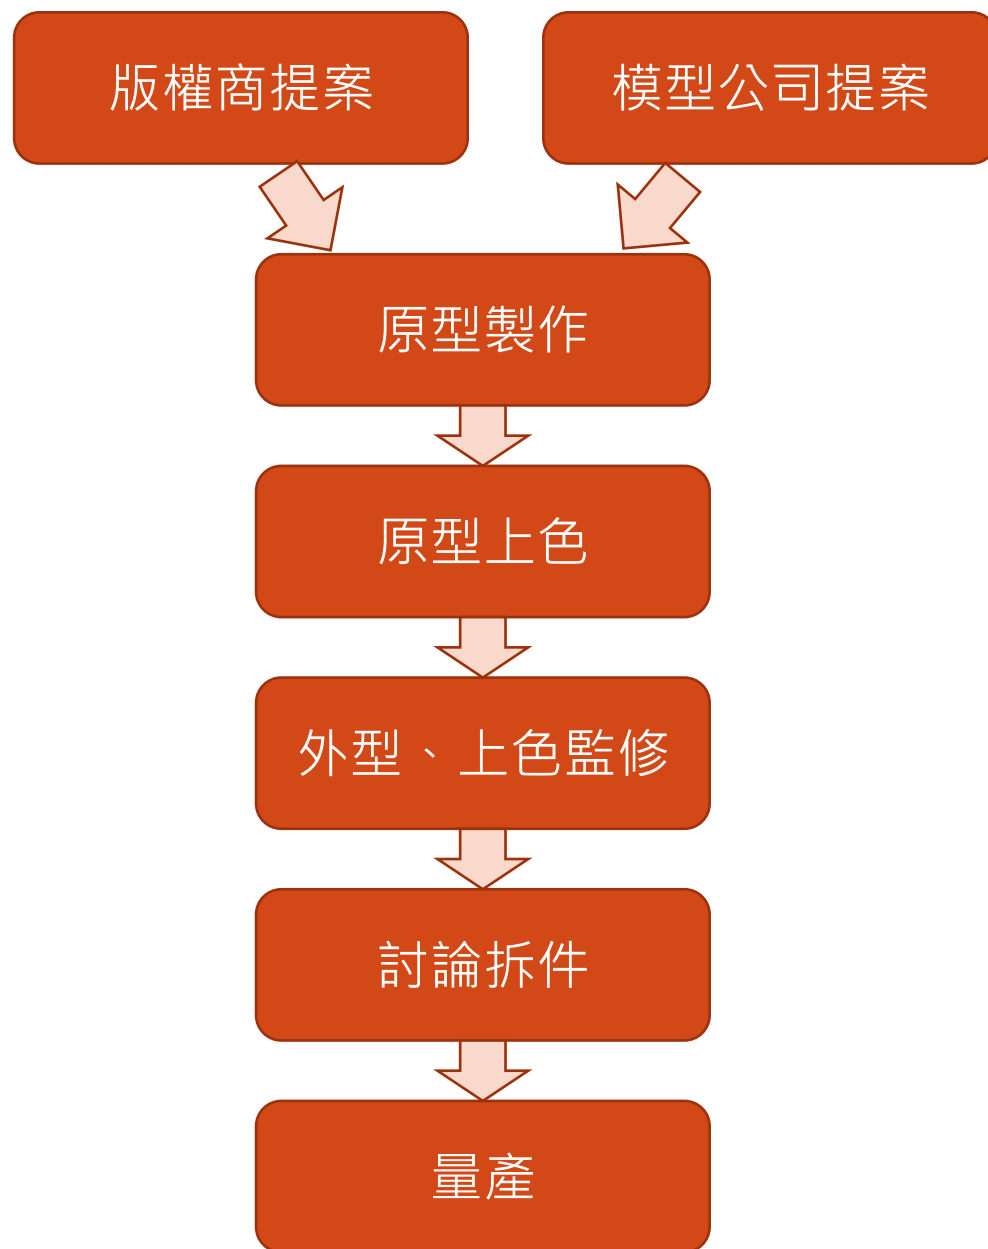 版權商提案
模型公司提案
原型製作
原型上色
外型、上色監修
討論拆件
量產